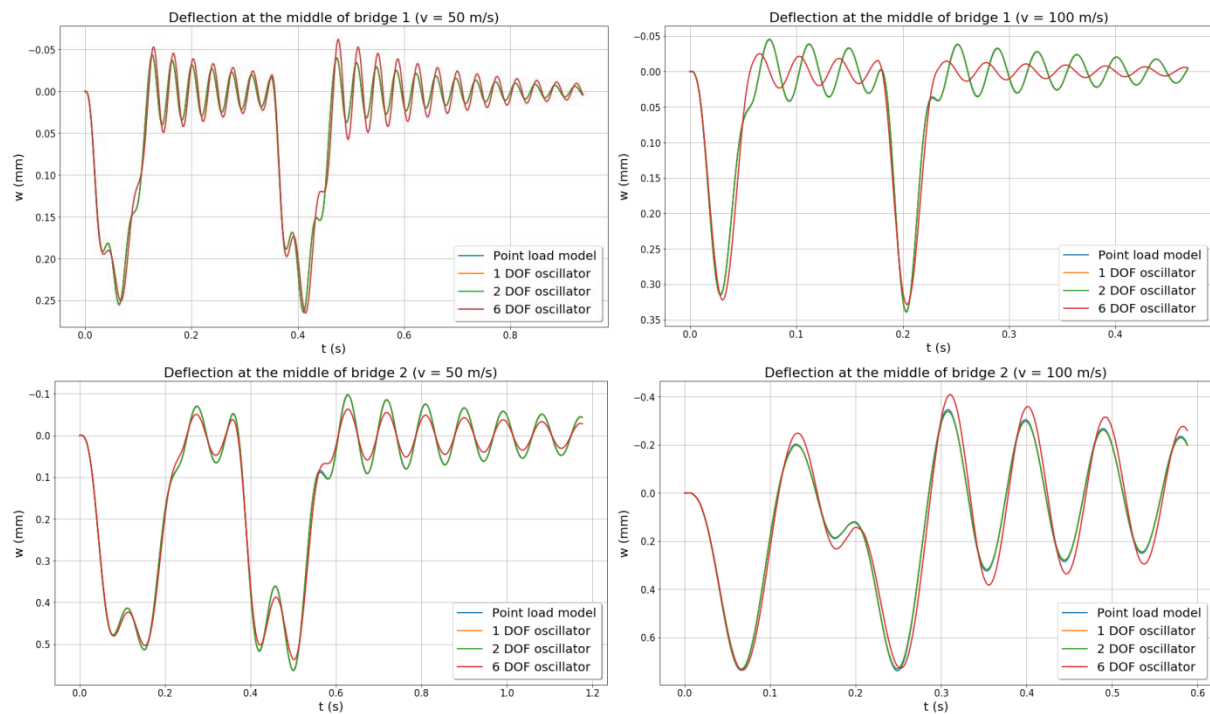 Deflection at the middle of bridge 1 (v = 50 m/s)
-0.05
0.00
0.05
0.10
0.15
0.20
0.25
w (mm)
Point load model
1 DOF oscillator
2 DOF oscillator
6 DOF oscillator
0.0 0.2 0.4 0.6 0.8
t (s)
Deflection at the middle of bridge 1 (v = 100 m/s)
-0.05
0.00
0.05
0.10
0.15
0.20
0.25
0.30
0.35
w (mm)
Point load model
1 DOF oscillator
2 DOF oscillator
6 DOF oscillator
0.0 0.1 0.2 0.3 0.4
t (s)
Deflection at the middle of bridge 2 (v = 50 m/s)
-0.1
0.0
0.1
0.2
0.3
0.4
0.5
w (mm)
Point load model
1 DOF oscillator
2 DOF oscillator
6 DOF oscillator
0.0 0.2 0.4 0.6 0.8 1.0 1.2
t (s)
Deflection at the middle of bridge 2 (v = 100 m/s)
-0.4
-0.2
0.0
0.2
0.4
0.6
w (mm)
Point load model
1 DOF oscillator
2 DOF oscillator
6 DOF oscillator
0.0 0.1 0.2 0.3 0.4 0.5 0.6
t (s)